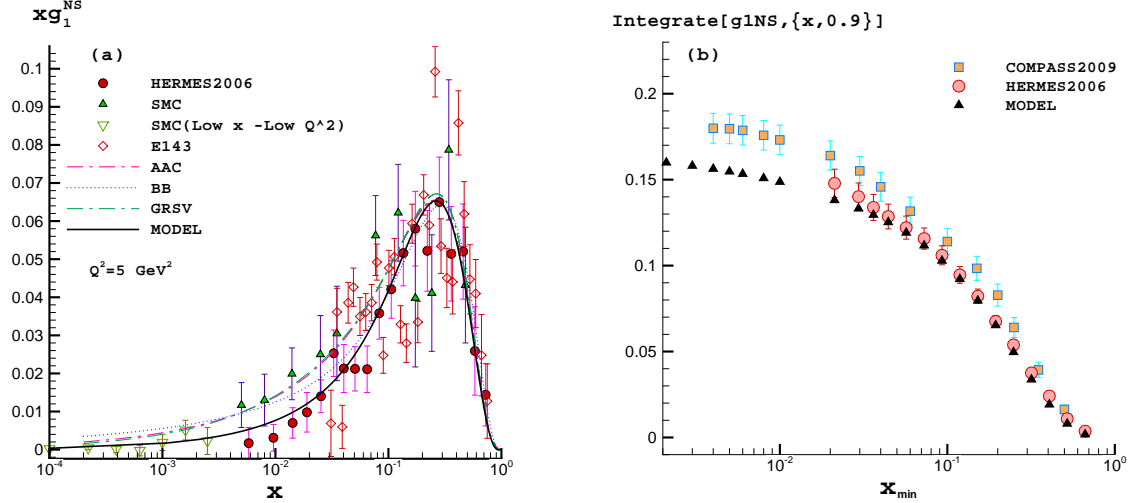 xg₁ᴺˢ
(a)
HERMES2006
SMC
SMC(Low x -Low Q^2)
E143
AAC
BB
GRSV
MODEL
Q²=5 GeV²
0.1
0.09
0.08
0.07
0.06
0.05
0.04
0.03
0.02
0.01
0
10⁻⁴
10⁻³
10⁻²
10⁻¹
10⁰
x
Integrate[g1NS,{x,0.9}]
(b)
COMPASS2009
HERMES2006
MODEL
0.2
0.15
0.1
0.05
0
10⁻²
10⁻¹
10⁰
x_min